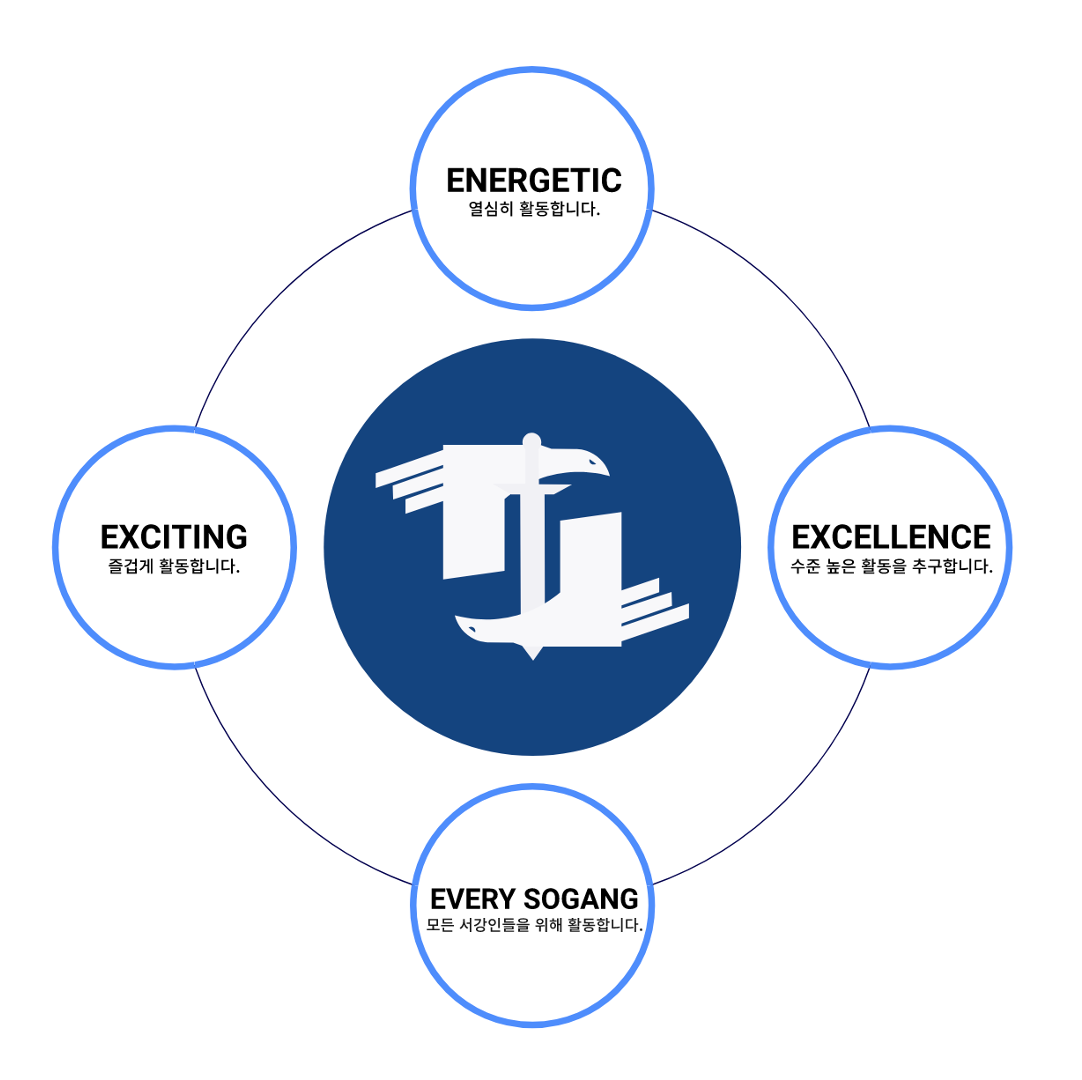 ENERGETIC
열심히 활동합니다.
EXCITING
즐겁게 활동합니다.
EXCELLENCE
수준 높은 활동을 추구합니다.
EVERY SOGANG
모든 서강인들을 위해 활동합니다.